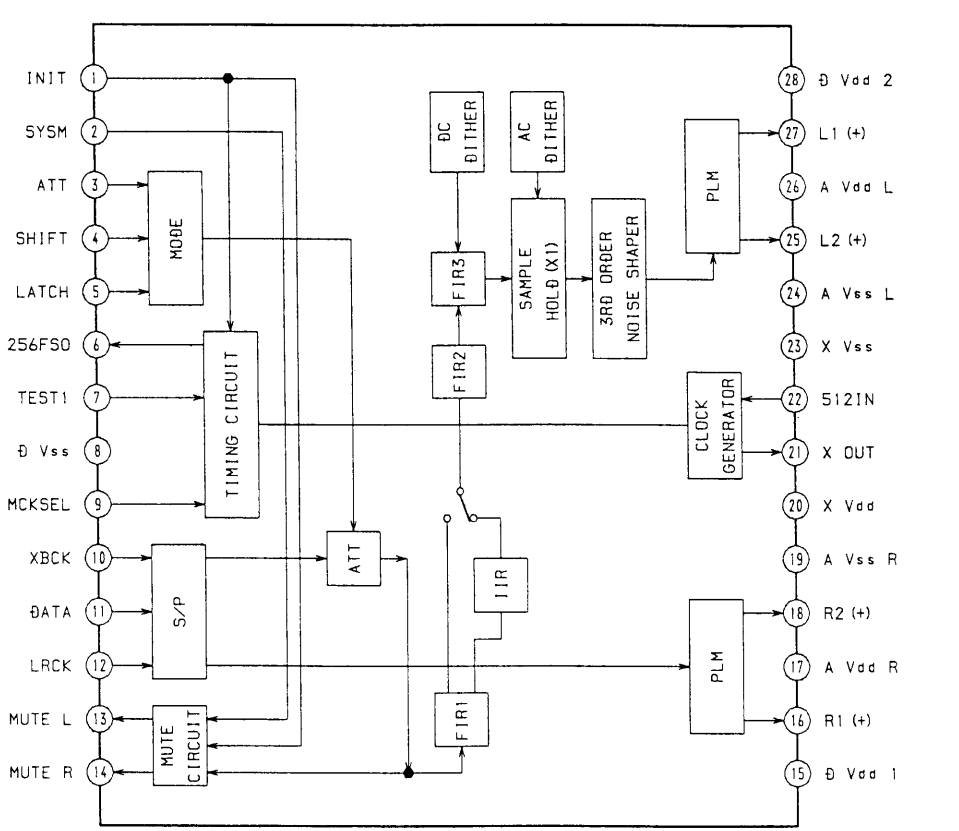 INIT 1
SYSM 2
ATT 3
SHIFT 4
LATCH 5
256FSO 6
TEST1 7
Đ Vss 8
MCKSEL 9
XBCK 10
ĐATA 11
LRCK 12
MUTE L 13
MUTE R 14
MODE
TIMING CIRCUIT
S/P
MUTE
CIRCUIT
ATT
ĐC
ĐITHER
AC
ĐITHER
FIR3
FIR2
SAMPLE
HOLĐ (X1)
3RĐ ORĐER
NOISE SHAPER
IIR
FIR1
PLM
CLOCK
GENERATOR
PLM
28 Đ Vdd 2
27 L1 (+)
26 A Vdd L
25 L2 (+)
24 A Vss L
23 X Vss
22 512IN
21 X OUT
20 X Vdd
19 A Vss R
18 R2 (+)
17 A Vdd R
16 R1 (+)
15 Đ Vdd 1